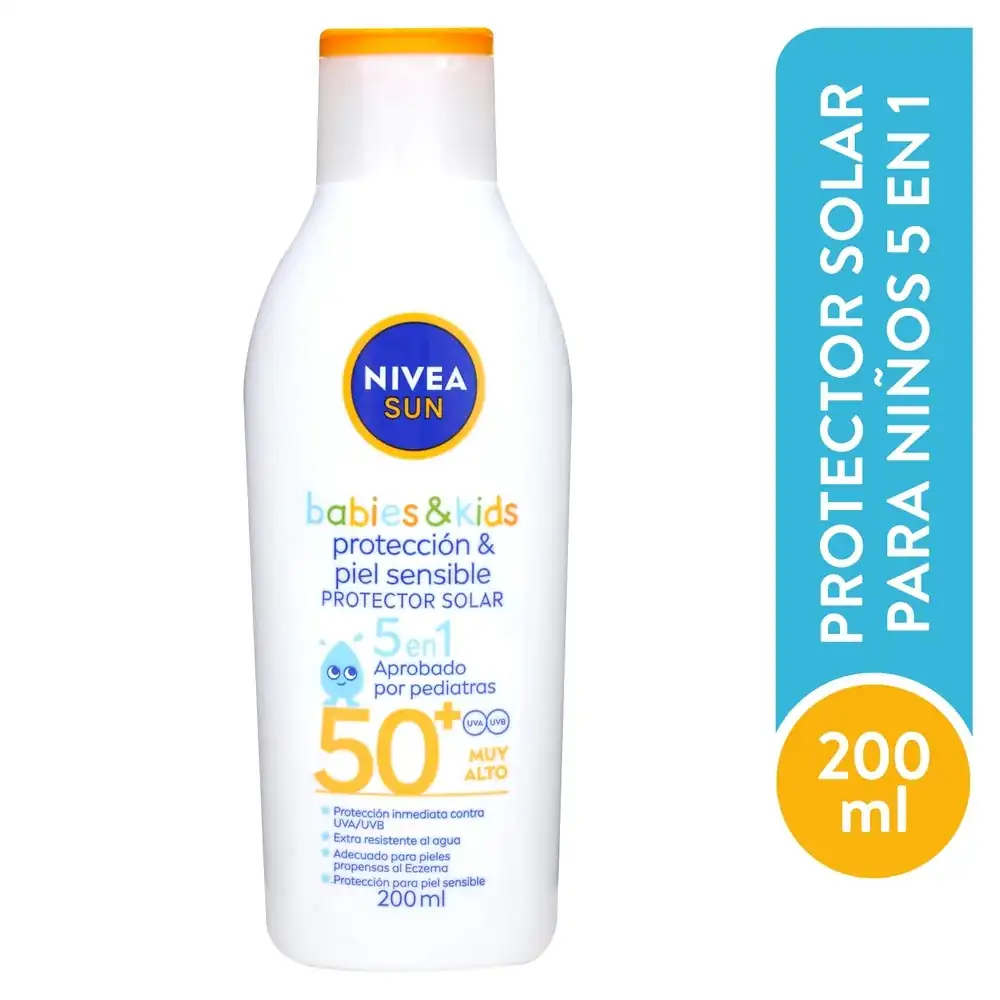 NIVEA
SUN
babies & kids
protección &
piel sensible
PROTECTOR SOLAR
5 en 1
Aprobado
por pediatras
50+
UVA UVB
MUY
ALTO
Protección inmediata contra
UVA/UVB
Extra resistente al agua
Adecuado para pieles
propensas al Eczema
.Protección para piel sensible
200 ml
PROTECTOR SOLAR
PARA NIÑOS 5 EN 1
200
ml